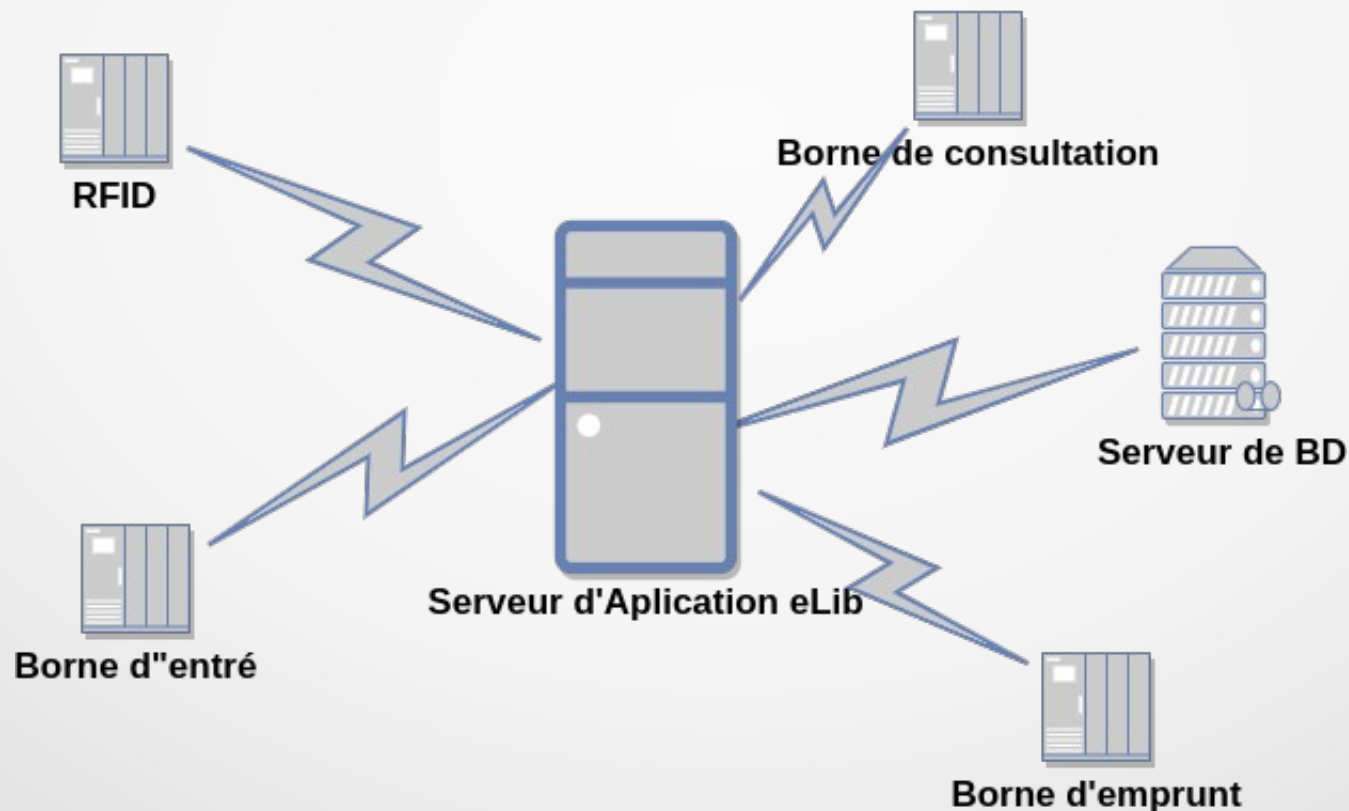 Borne de consultation
RFID
Serveur de BD
Serveur d'Aplication eLib
Borne d"entré
Borne d'emprunt